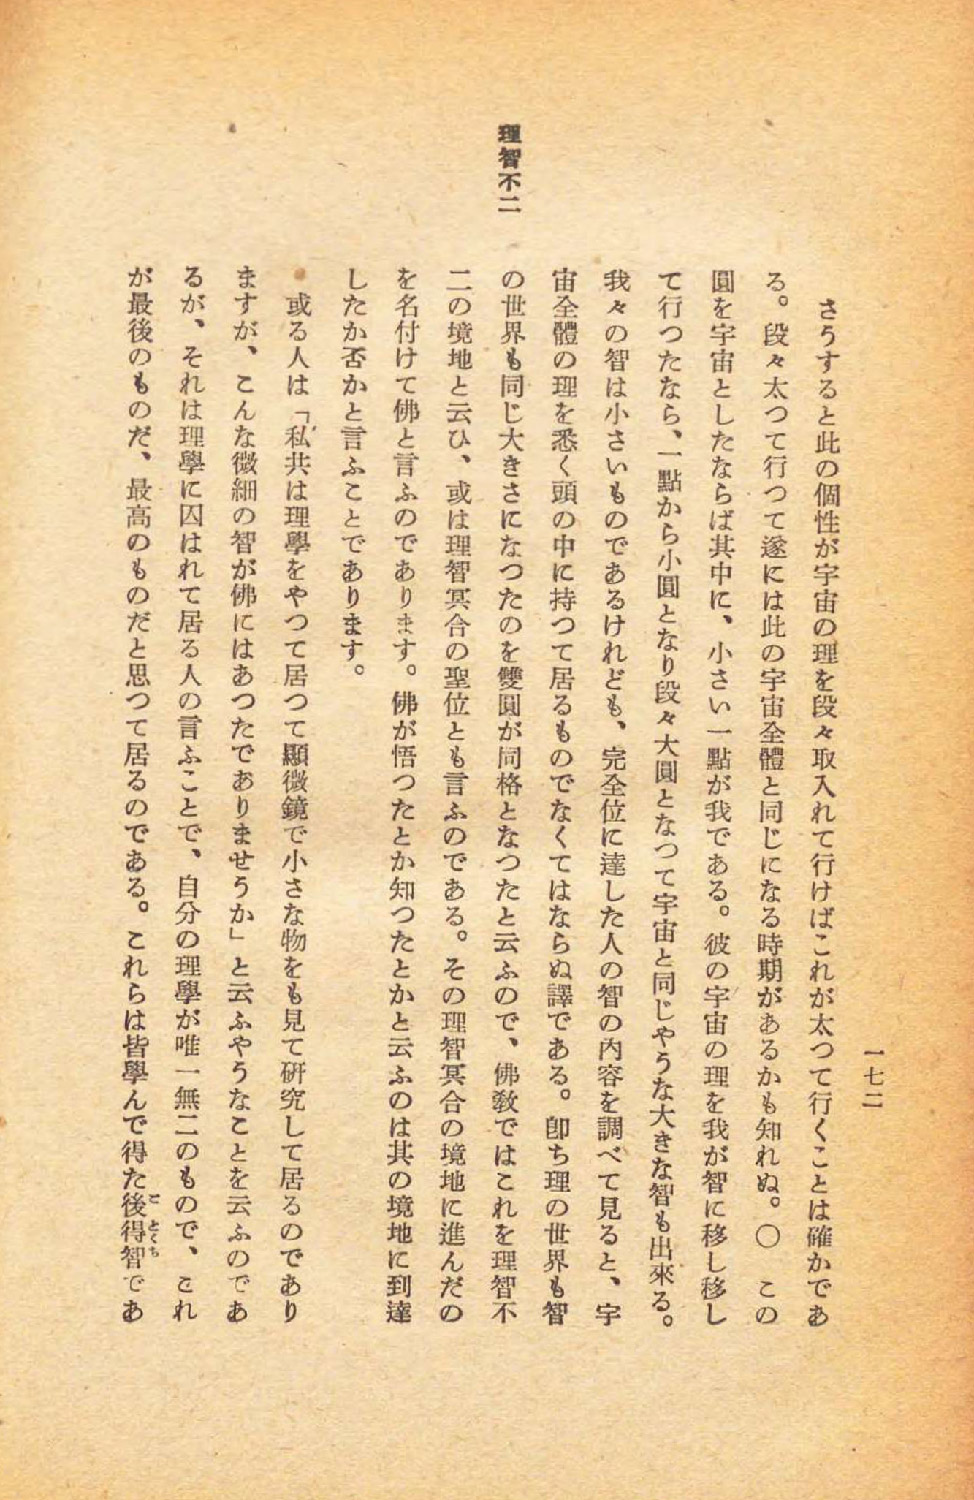 一七二
理智不二
さうすると此の個性が宇宙の理を段々取入れて行けばこれが太つて行くことは確かであ
る。段々太つて行つて遂には此の宇宙全體と同じになる時期があるかも知れぬ。〇　この
圓を宇宙としたならば其中に、小さい一點が我である。彼の宇宙の理を我が智に移し移し
て行つたなら、一點から小圓となり段々大圓となつて宇宙と同じやうな大きな智も出來る。
我々の智は小さいものであるけれども、完全位に達した人の智の內容を調べて見ると、宇
宙全體の理を悉く頭の中に持つて居るものでなくてはならぬ譯である。卽ち理の世界も智
の世界も同じ大きさになつたのを雙圓が同格となつたと云ふので、佛敎ではこれを理智不
二の境地と云ひ、或は理智冥合の聖位とも言ふのである。その理智冥合の境地に進んだの
を名付けて佛と言ふのであります。佛が悟つたとか知つたとかと云ふのは其の境地に到達
したか否かと言ふことであります。
或る人は「私共は理學をやつて居つて顯微鏡で小さな物をも見て硏究して居るのであり
ますが、こんな微細の智が佛にはあつたでありませうか」と云ふやうなことを云ふのであ
るが、それは理學に囚はれて居る人の言ふことで、自分の理學が唯一無二のもので、これ
が最後のものだ、最高のものだと思つて居るのである。これらは皆學んで得た後得智であ